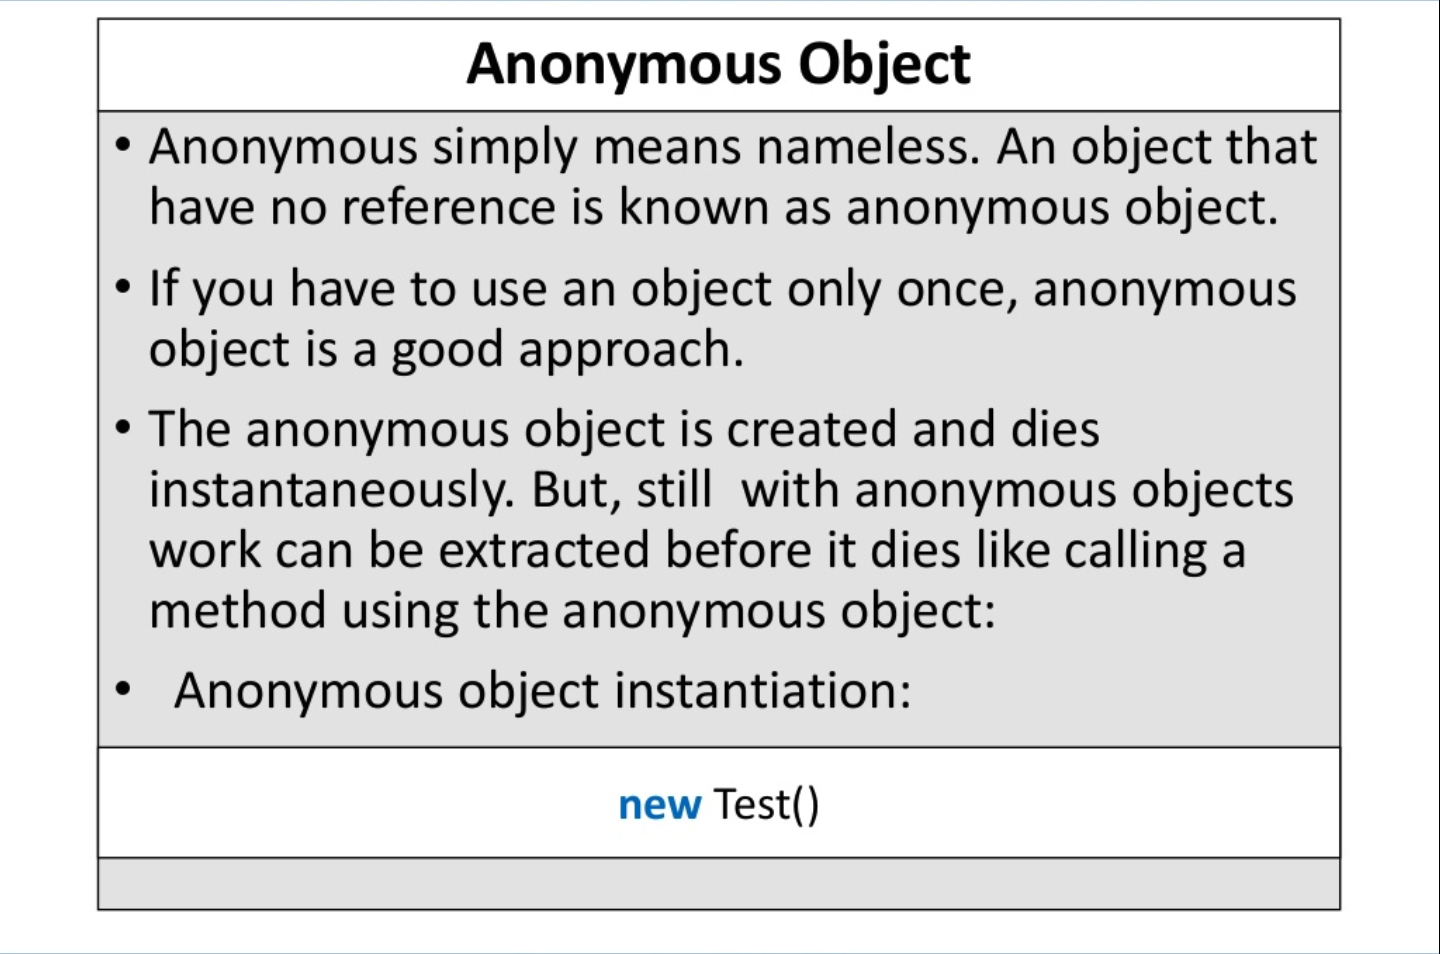 Anonymous Object
• Anonymous simply means nameless. An object that
have no reference is known as anonymous object.
• If you have to use an object only once, anonymous
object is a good approach.
• The anonymous object is created and dies
instantaneously. But, still  with anonymous objects
work can be extracted before it dies like calling a
method using the anonymous object:
•  Anonymous object instantiation:
new Test()